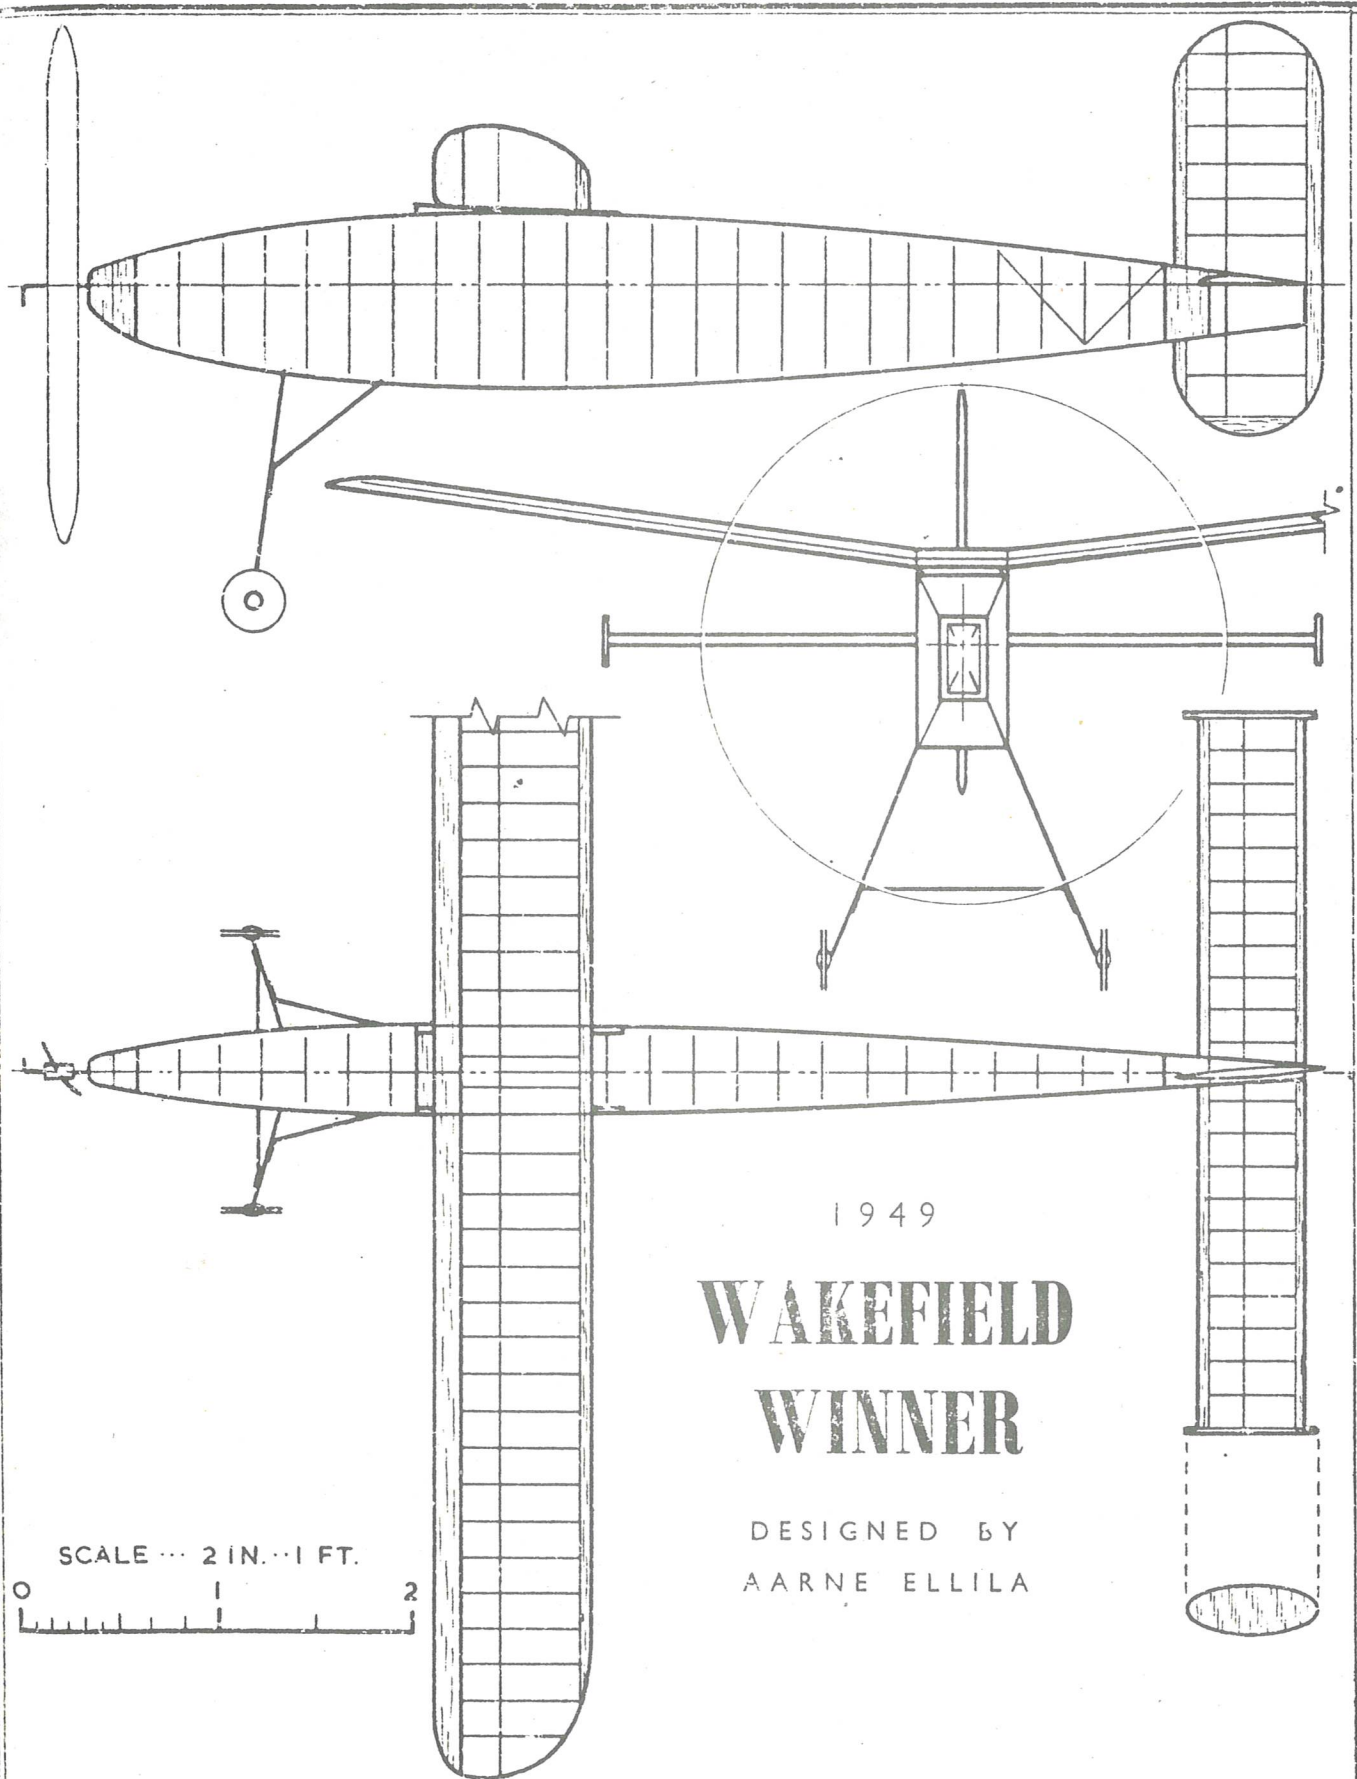 1949
WAKEFIELD
WINNER
DESIGNED BY
AARNE ELLILA
SCALE ··· 2 IN. ·· 1 FT.
0 1 2